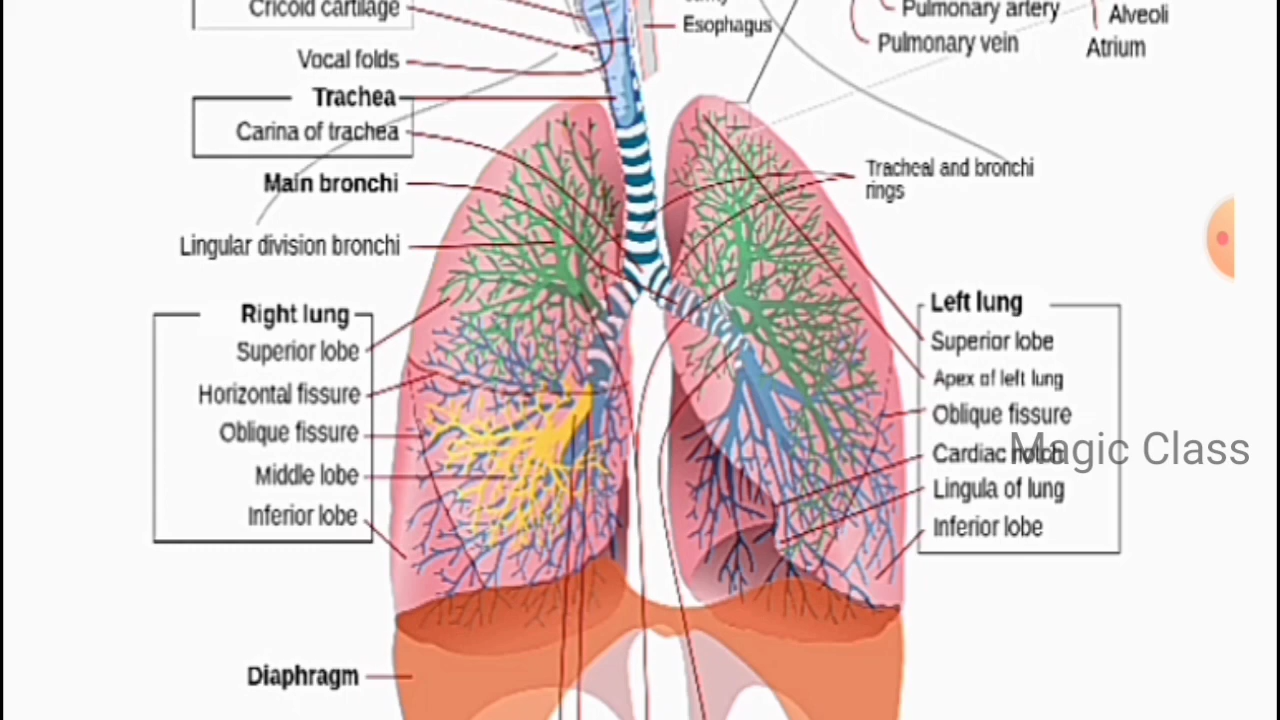 Cricoid cartilage
Vocal folds
Trachea
Carina of trachea
Main bronchi
Lingular division bronchi
Right lung
Superior lobe
Horizontal fissure
Oblique fissure
Middle lobe
Inferior lobe
Diaphragm
Esophagus
Pulmonary artery
Pulmonary vein
Alveoli
Atrium
Tracheal and bronchi
rings
Left lung
Superior lobe
Apex of left lung
Oblique fissure
Cardiac notch
Lingula of lung
Inferior lobe
Magic Class